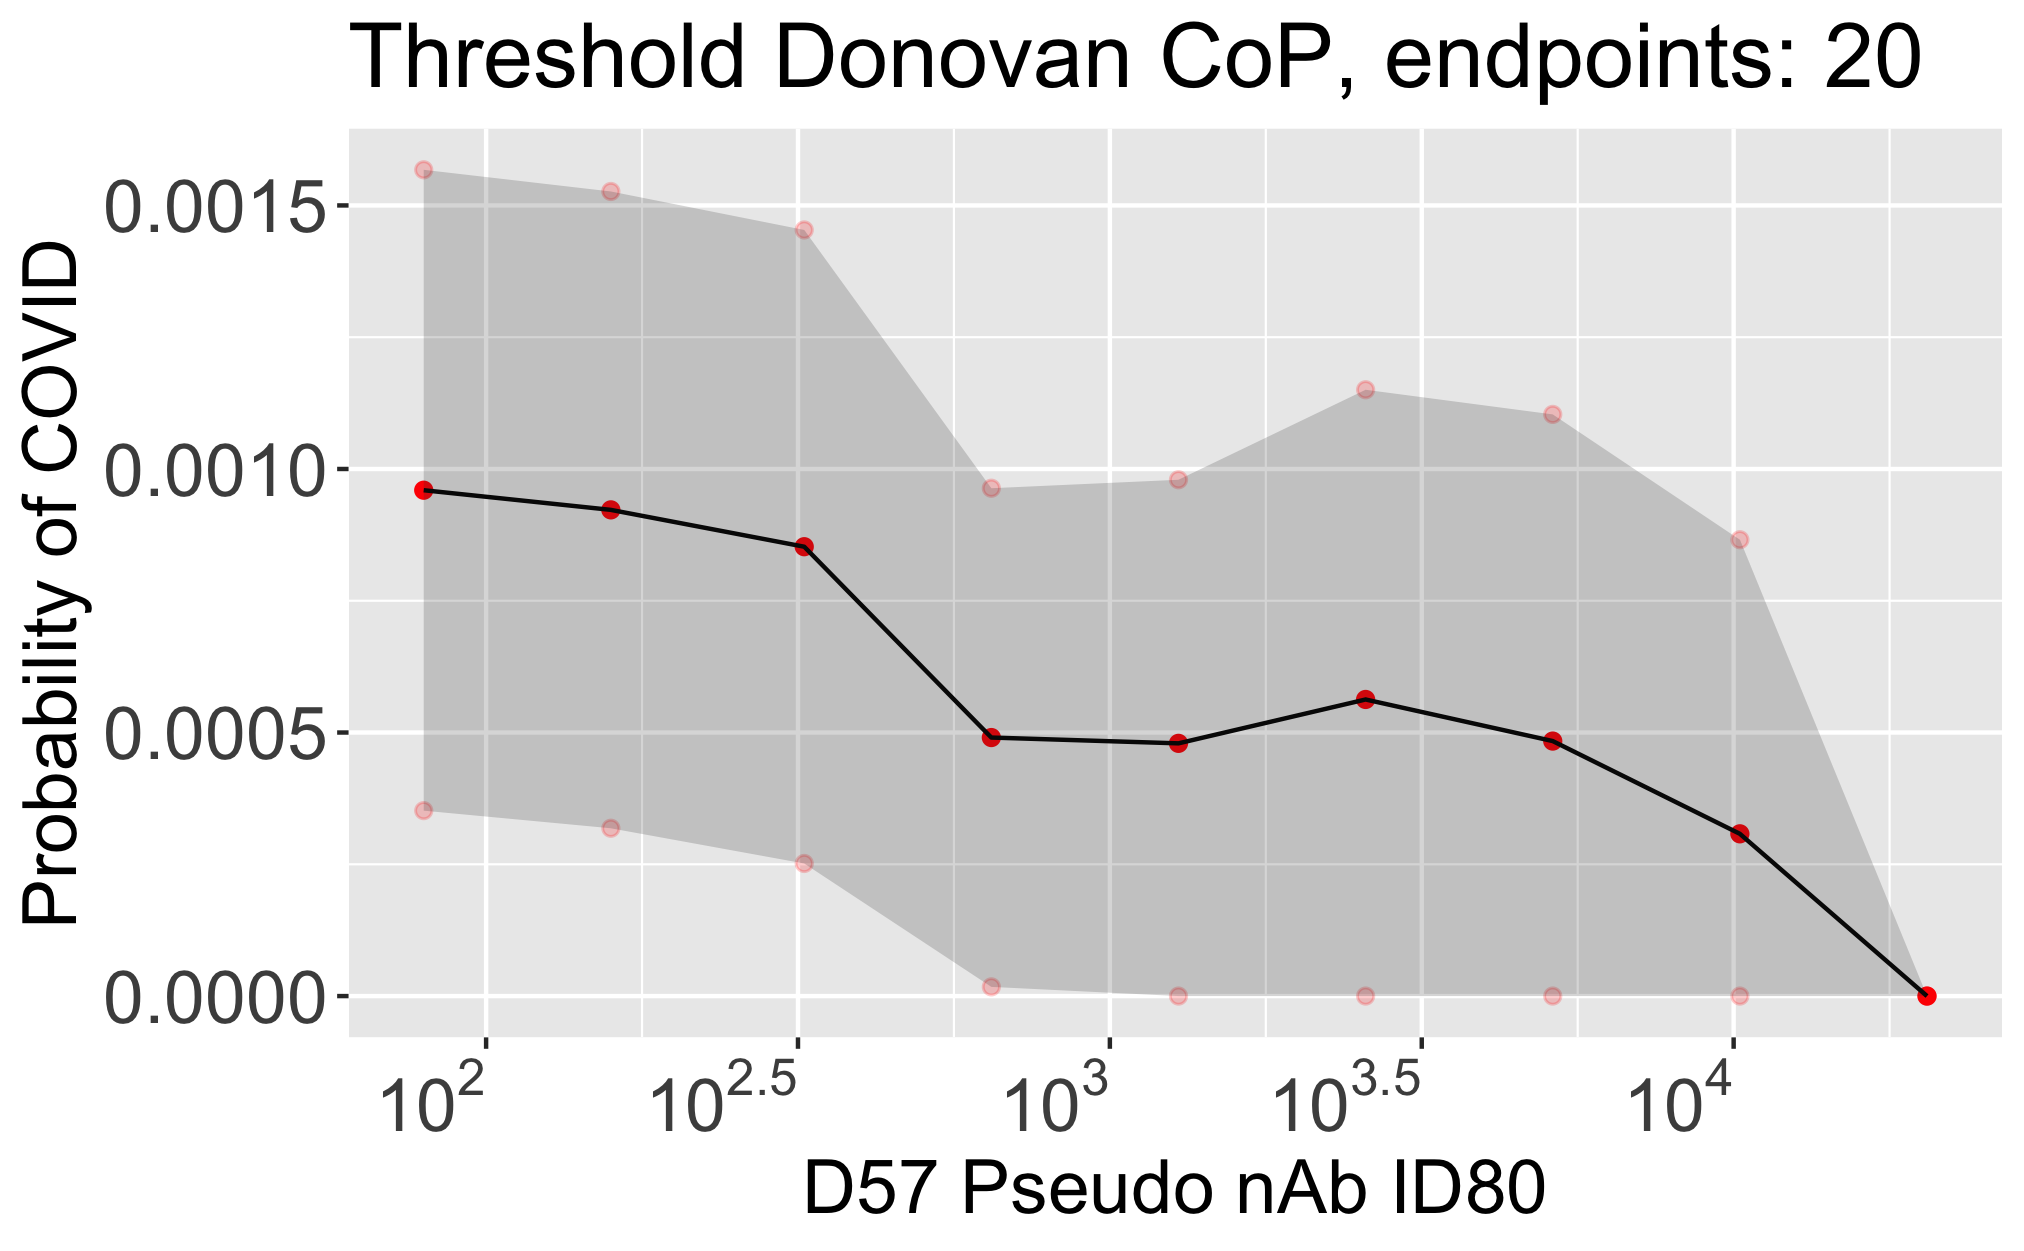 Threshold Donovan CoP, endpoints: 20
Probability of COVID
0.0015
0.0010
0.0005
0.0000
10^2 10^2.5 10^3 10^3.5 10^4
D57 Pseudo nAb ID80